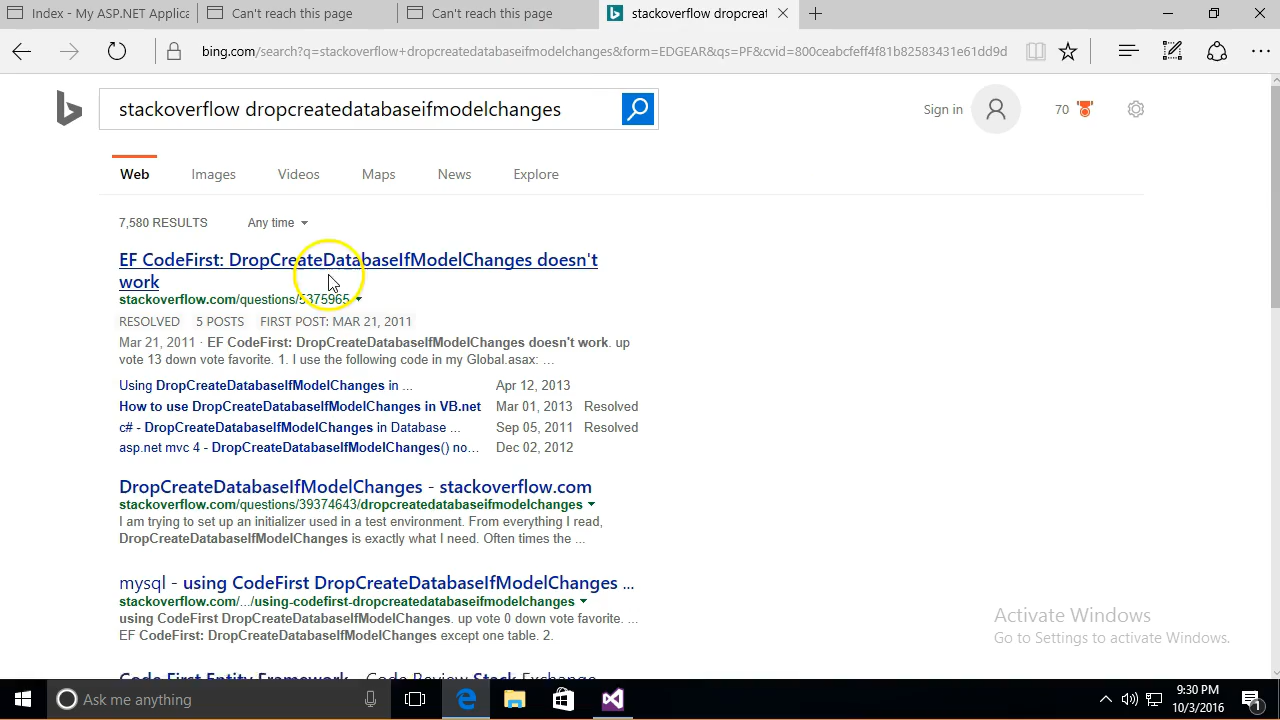 Index - My ASP.NET Applica
Can't reach this page
Can't reach this page
stackoverflow dropcreat
bing.com/search?q=stackoverflow+dropcreatedatabaseifmodelchanges&form=EDGEAR&qs=PF&cvid=800ceabcfeff4f81b82583431e61dd9d
stackoverflow dropcreatedatabaseifmodelchanges
Sign in
70
Web Images Videos Maps News Explore
7,580 RESULTS Any time
EF CodeFirst: DropCreateDatabaseIfModelChanges doesn't
work
stackoverflow.com/questions/5375965
RESOLVED 5 POSTS FIRST POST: MAR 21, 2011
Mar 21, 2011 · EF CodeFirst: DropCreateDatabaseIfModelChanges doesn't work. up
vote 13 down vote favorite. 1. I use the following code in my Global.asax: ...
Using DropCreateDatabaseIfModelChanges in ... Apr 12, 2013
How to use DropCreateDatabaseIfModelChanges in VB.net Mar 01, 2013 Resolved
c# - DropCreateDatabaseIfModelChanges in Database ... Sep 05, 2011 Resolved
asp.net mvc 4 - DropCreateDatabaseIfModelChanges() no... Dec 02, 2012
DropCreateDatabaseIfModelChanges - stackoverflow.com
stackoverflow.com/questions/39374643/dropcreatedatabaseifmodelchanges
I am trying to set up an initializer used in a test environment. From everything I read,
DropCreateDatabaseIfModelChanges is exactly what I need. Often times the ...
mysql - using CodeFirst DropCreateDatabaseIfModelChanges ...
stackoverflow.com/.../using-codefirst-dropcreatedatabaseifmodelchanges
using CodeFirst DropCreateDatabaseIfModelChanges. up vote 0 down vote favorite. ...
EF CodeFirst: DropCreateDatabaseIfModelChanges except one table. 2.
Code First Entity Framework - Code Review Stack Exchange
Activate Windows
Go to Settings to activate Windows.
Ask me anything
9:30 PM
10/3/2016
1